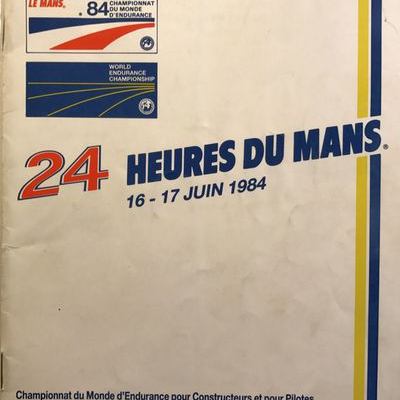 LE MANS,
84 CHAMPIONNAT
DU MONDE
D'ENDURANCE
WORLD
ENDURANCE
CHAMPIONSHIP
24 HEURES DU MANS®
16 - 17 JUIN 1984
Championnat du Monde d'Endurance pour Constructeurs et pour Pilotes